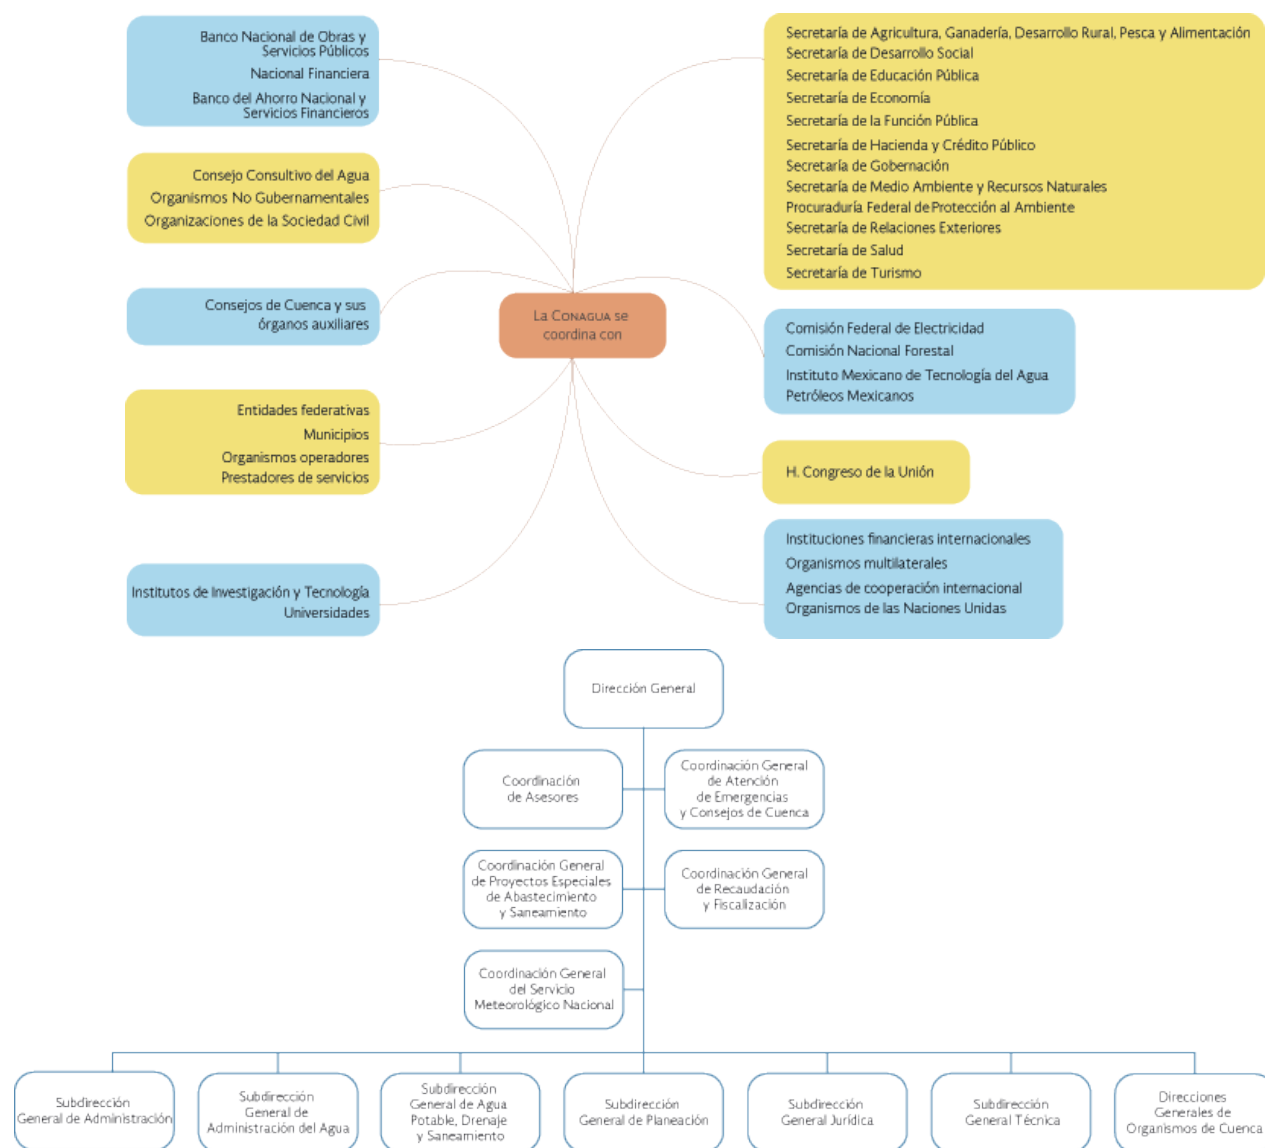 Banco Nacional de Obras y
Servicios Públicos
Nacional Financiera
Banco del Ahorro Nacional y
Servicios Financieros
Consejo Consultivo del Agua
Organismos No Gubernamentales
Organizaciones de la Sociedad Civil
Consejos de Cuenca y sus
órganos auxiliares
Entidades federativas
Municipios
Organismos operadores
Prestadores de servicios
Institutos de Investigación y Tecnología
Universidades
La CONAGUA se
coordina con
Secretaría de Agricultura, Ganadería, Desarrollo Rural, Pesca y Alimentación
Secretaría de Desarrollo Social
Secretaría de Educación Pública
Secretaría de Economía
Secretaría de la Función Pública
Secretaría de Hacienda y Crédito Público
Secretaría de Gobernación
Secretaría de Medio Ambiente y Recursos Naturales
Procuraduría Federal de Protección al Ambiente
Secretaría de Relaciones Exteriores
Secretaría de Salud
Secretaría de Turismo
Comisión Federal de Electricidad
Comisión Nacional Forestal
Instituto Mexicano de Tecnología del Agua
Petróleos Mexicanos
H. Congreso de la Unión
Instituciones financieras internacionales
Organismos multilaterales
Agencias de cooperación internacional
Organismos de las Naciones Unidas
Dirección General
Coordinación
de Asesores
Coordinación General
de Atención
de Emergencias
y Consejos de Cuenca
Coordinación General
de Proyectos Especiales
de Abastecimiento
y Saneamiento
Coordinación General
de Recaudación
y Fiscalización
Coordinación General
del Servicio
Meteorológico Nacional
Subdirección
General de Administración
Subdirección
General de
Administración del Agua
Subdirección
General de Agua
Potable, Drenaje
y Saneamiento
Subdirección
General de Planeación
Subdirección
General Jurídica
Subdirección
General Técnica
Direcciones
Generales de
Organismos de Cuenca